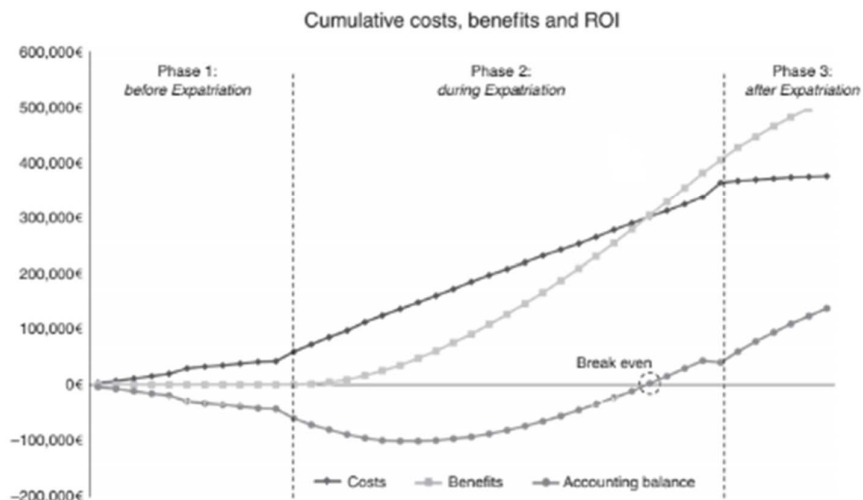 Cumulative costs, benefits and ROI
600,000€
500,000€
400,000€
300,000€
200,000€
100,000€
0€
−100,000€
−200,000€
Phase 1:
before Expatriation
Phase 2:
during Expatriation
Phase 3:
after Expatriation
Break even
Costs
Benefits
Accounting balance